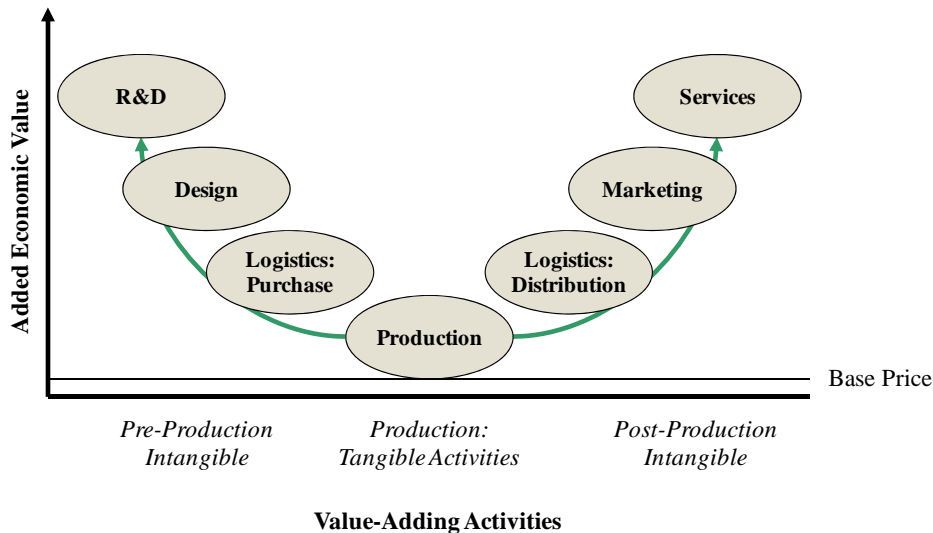 Added Economic Value
R&D
Services
Design
Marketing
Logistics:
Purchase
Logistics:
Distribution
Production
Base Price
Pre-Production
Intangible
Production:
Tangible Activities
Post-Production
Intangible
Value-Adding Activities